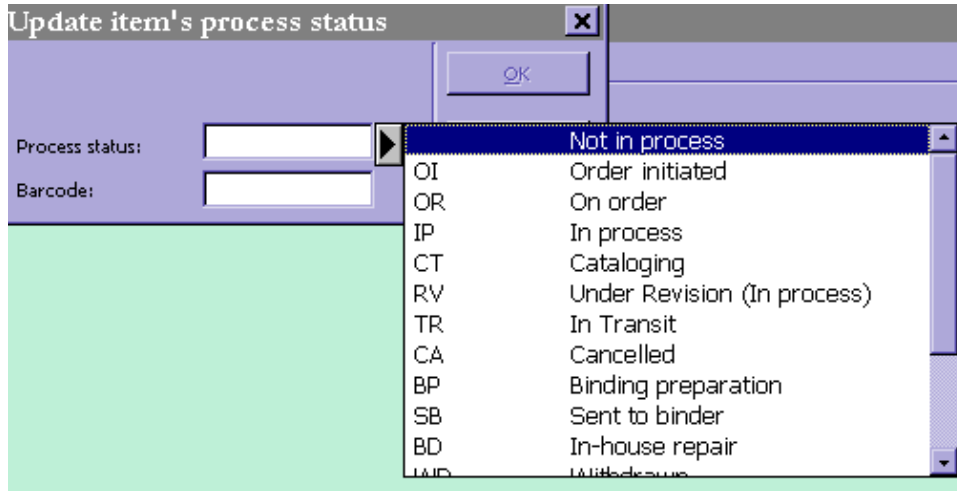 Update item's process status
OK
Process status:
Barcode:
Not in process
OI Order initiated
OR On order
IP In process
CT Cataloging
RV Under Revision (In process)
TR In Transit
CA Cancelled
BP Binding preparation
SB Sent to binder
BD In-house repair
WD Withdrawn